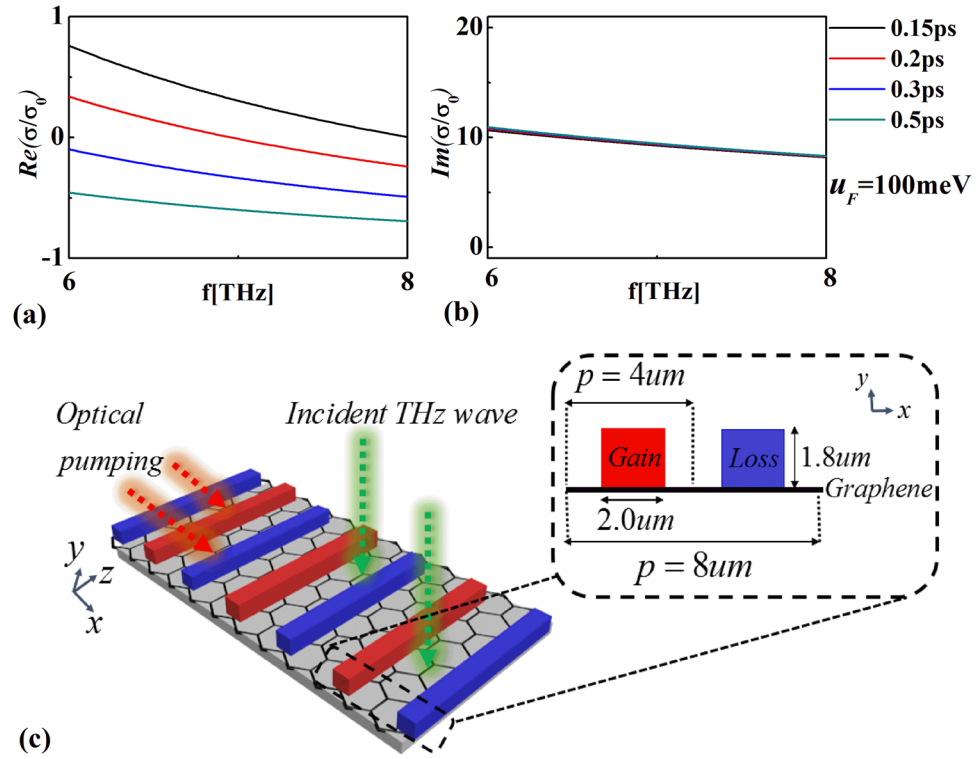 (a)
Re(σ/σ0)
1
0
-1
6
8
f[THz]
(b)
Im(σ/σ0)
20
10
0
6
8
f[THz]
0.15ps
0.2ps
0.3ps
0.5ps
uF=100meV
Optical
pumping
Incident THz wave
y
z
x
p = 4um
y
x
Gain
Loss
1.8um
Graphene
2.0um
p = 8um
(c)